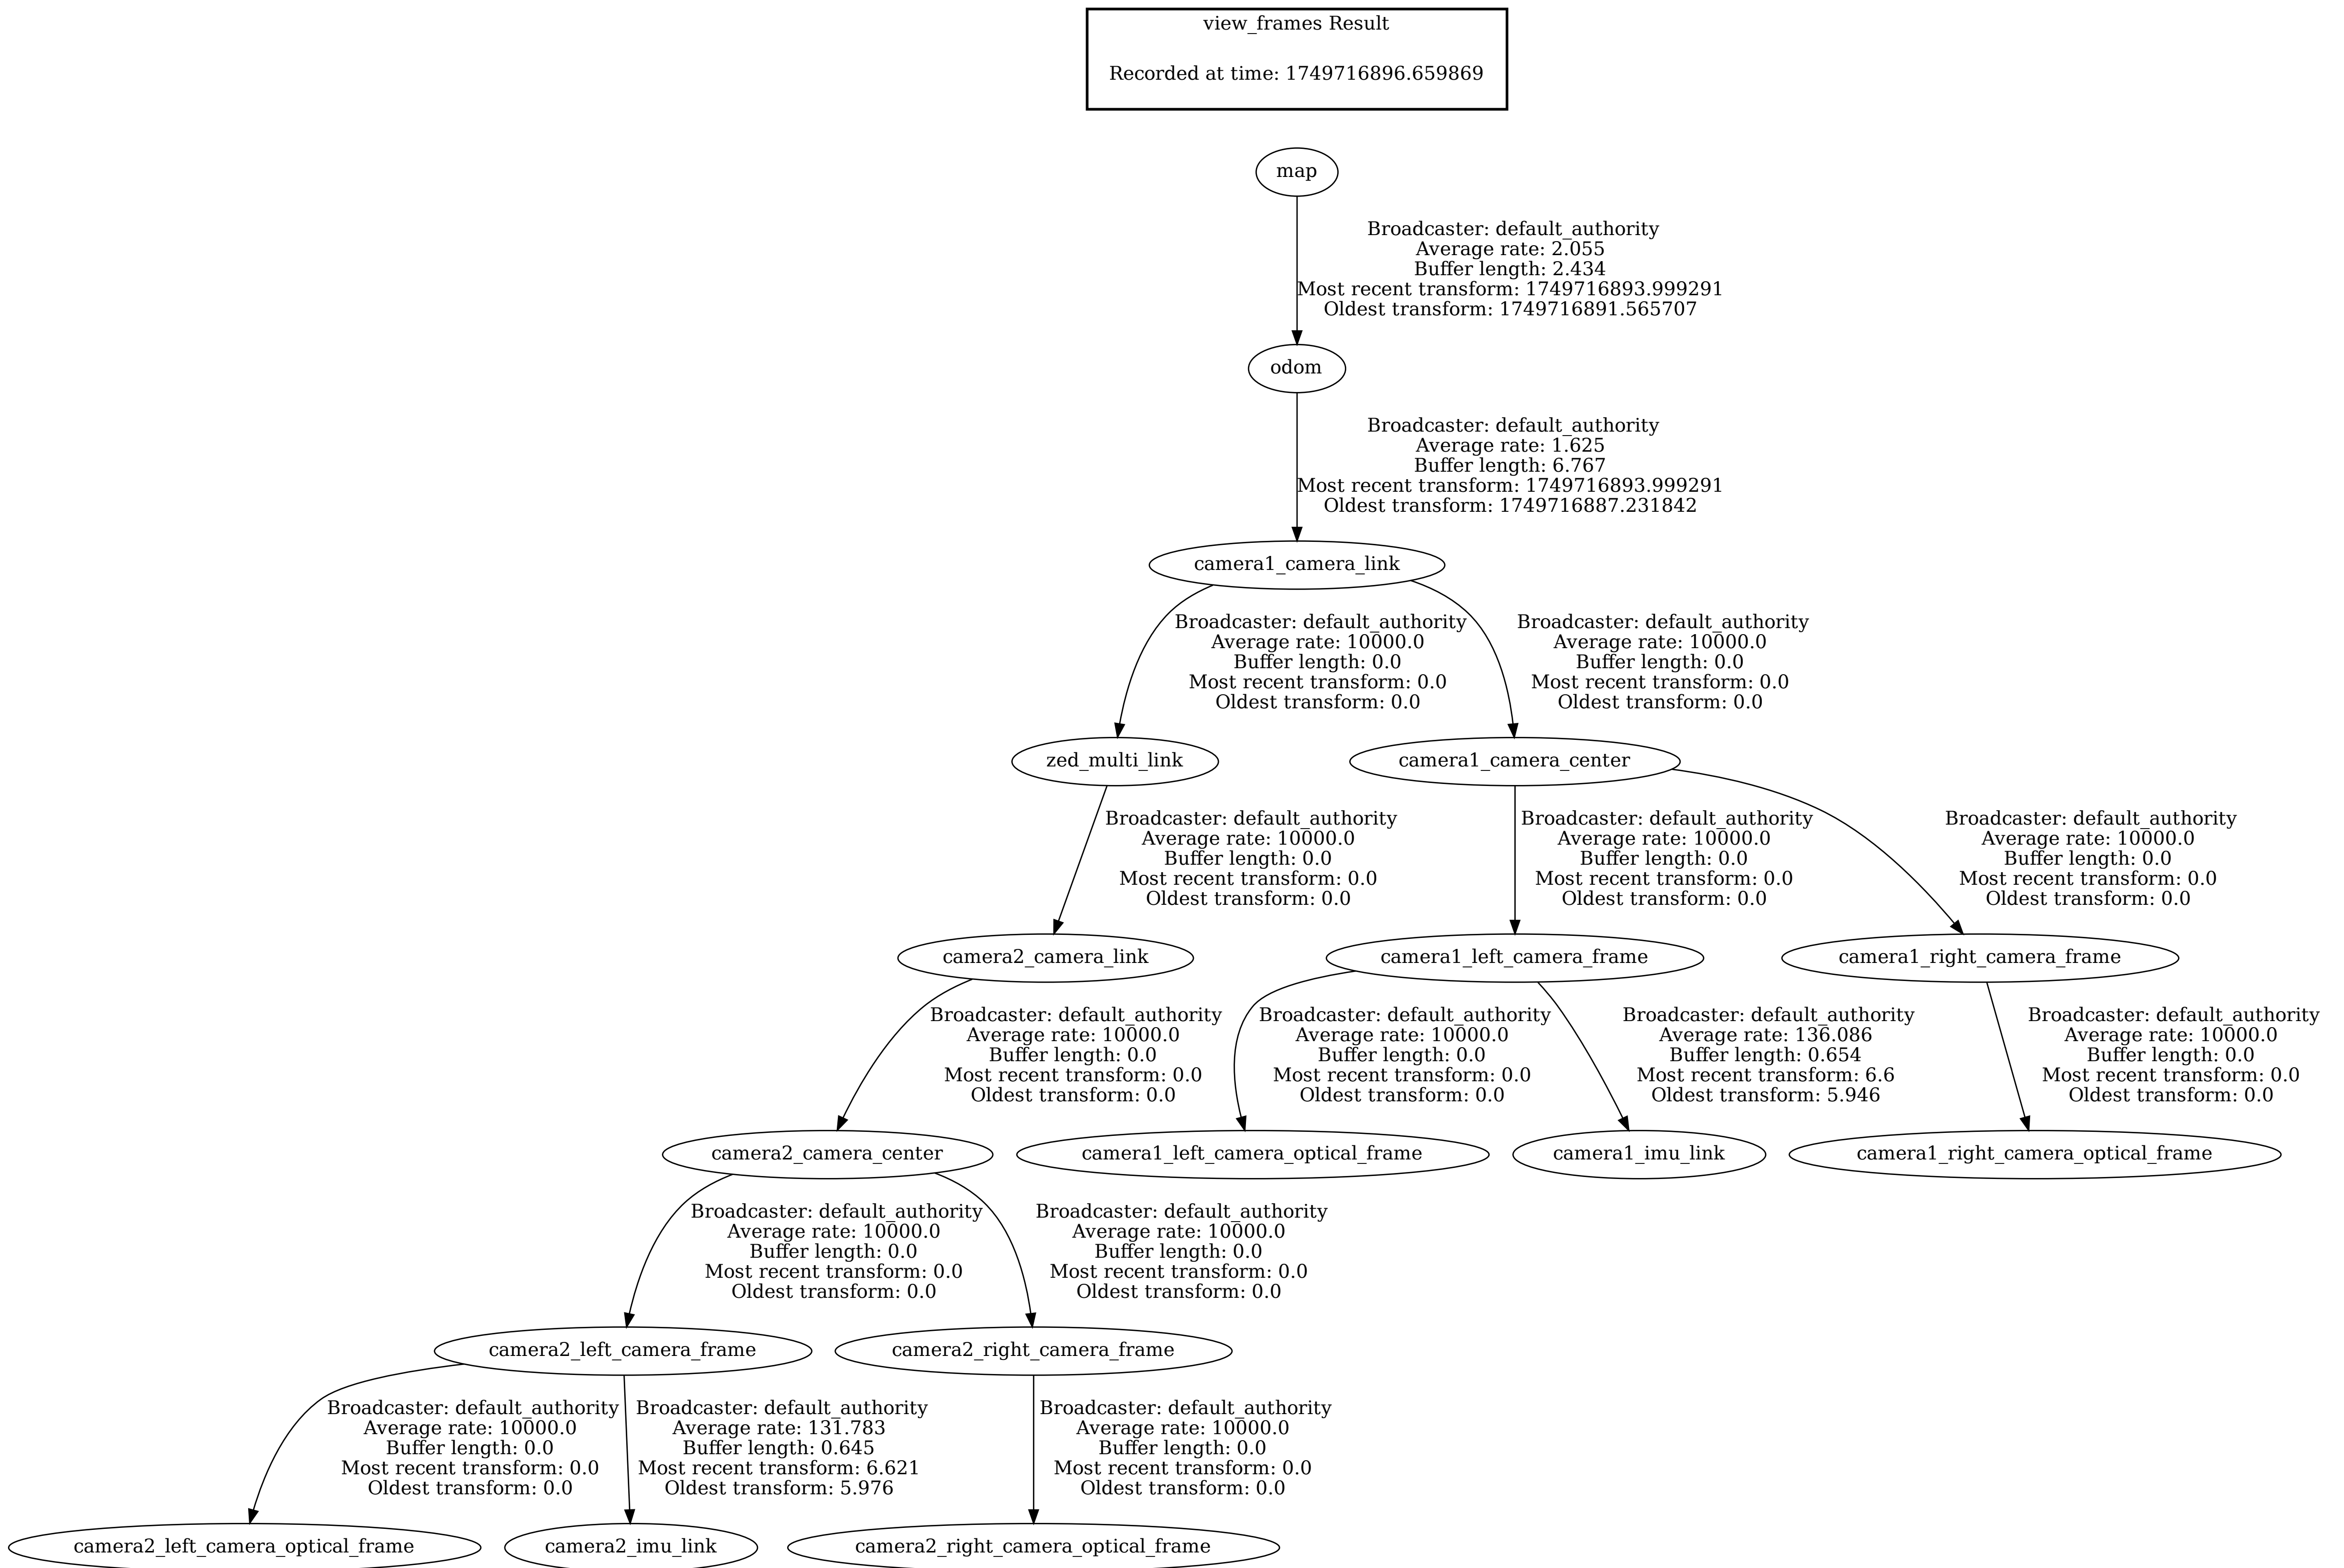 view_frames Result
Recorded at time: 1749716896.659869
map
Broadcaster: default_authority
Average rate: 2.055
Buffer length: 2.434
Most recent transform: 1749716893.999291
Oldest transform: 1749716891.565707
odom
Broadcaster: default_authority
Average rate: 1.625
Buffer length: 6.767
Most recent transform: 1749716893.999291
Oldest transform: 1749716887.231842
camera1_camera_link
Broadcaster: default_authority
Average rate: 10000.0
Buffer length: 0.0
Most recent transform: 0.0
Oldest transform: 0.0
Broadcaster: default_authority
Average rate: 10000.0
Buffer length: 0.0
Most recent transform: 0.0
Oldest transform: 0.0
zed_multi_link
camera1_camera_center
Broadcaster: default_authority
Average rate: 10000.0
Buffer length: 0.0
Most recent transform: 0.0
Oldest transform: 0.0
Broadcaster: default_authority
Average rate: 10000.0
Buffer length: 0.0
Most recent transform: 0.0
Oldest transform: 0.0
Broadcaster: default_authority
Average rate: 10000.0
Buffer length: 0.0
Most recent transform: 0.0
Oldest transform: 0.0
camera2_camera_link
camera1_left_camera_frame
camera1_right_camera_frame
Broadcaster: default_authority
Average rate: 10000.0
Buffer length: 0.0
Most recent transform: 0.0
Oldest transform: 0.0
Broadcaster: default_authority
Average rate: 10000.0
Buffer length: 0.0
Most recent transform: 0.0
Oldest transform: 0.0
Broadcaster: default_authority
Average rate: 136.086
Buffer length: 0.654
Most recent transform: 6.6
Oldest transform: 5.946
Broadcaster: default_authority
Average rate: 10000.0
Buffer length: 0.0
Most recent transform: 0.0
Oldest transform: 0.0
camera2_camera_center
camera1_left_camera_optical_frame
camera1_imu_link
camera1_right_camera_optical_frame
Broadcaster: default_authority
Average rate: 10000.0
Buffer length: 0.0
Most recent transform: 0.0
Oldest transform: 0.0
Broadcaster: default_authority
Average rate: 10000.0
Buffer length: 0.0
Most recent transform: 0.0
Oldest transform: 0.0
camera2_left_camera_frame
camera2_right_camera_frame
Broadcaster: default_authority
Average rate: 10000.0
Buffer length: 0.0
Most recent transform: 0.0
Oldest transform: 0.0
Broadcaster: default_authority
Average rate: 131.783
Buffer length: 0.645
Most recent transform: 6.621
Oldest transform: 5.976
Broadcaster: default_authority
Average rate: 10000.0
Buffer length: 0.0
Most recent transform: 0.0
Oldest transform: 0.0
camera2_left_camera_optical_frame
camera2_imu_link
camera2_right_camera_optical_frame